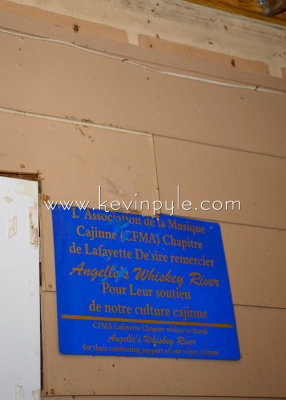 L'Association de la Musique
Cajinne (CFMA) Chapitre
de Lafayette De'sire remercier
Angelle's Whiskey River
Pour Leur soutien
de notre culture cajinne
CFMA Lafayette Chapter wishes to thank
Angelle's Whiskey River
for their continuing support of our cajun culture
www.kevinpyle.com